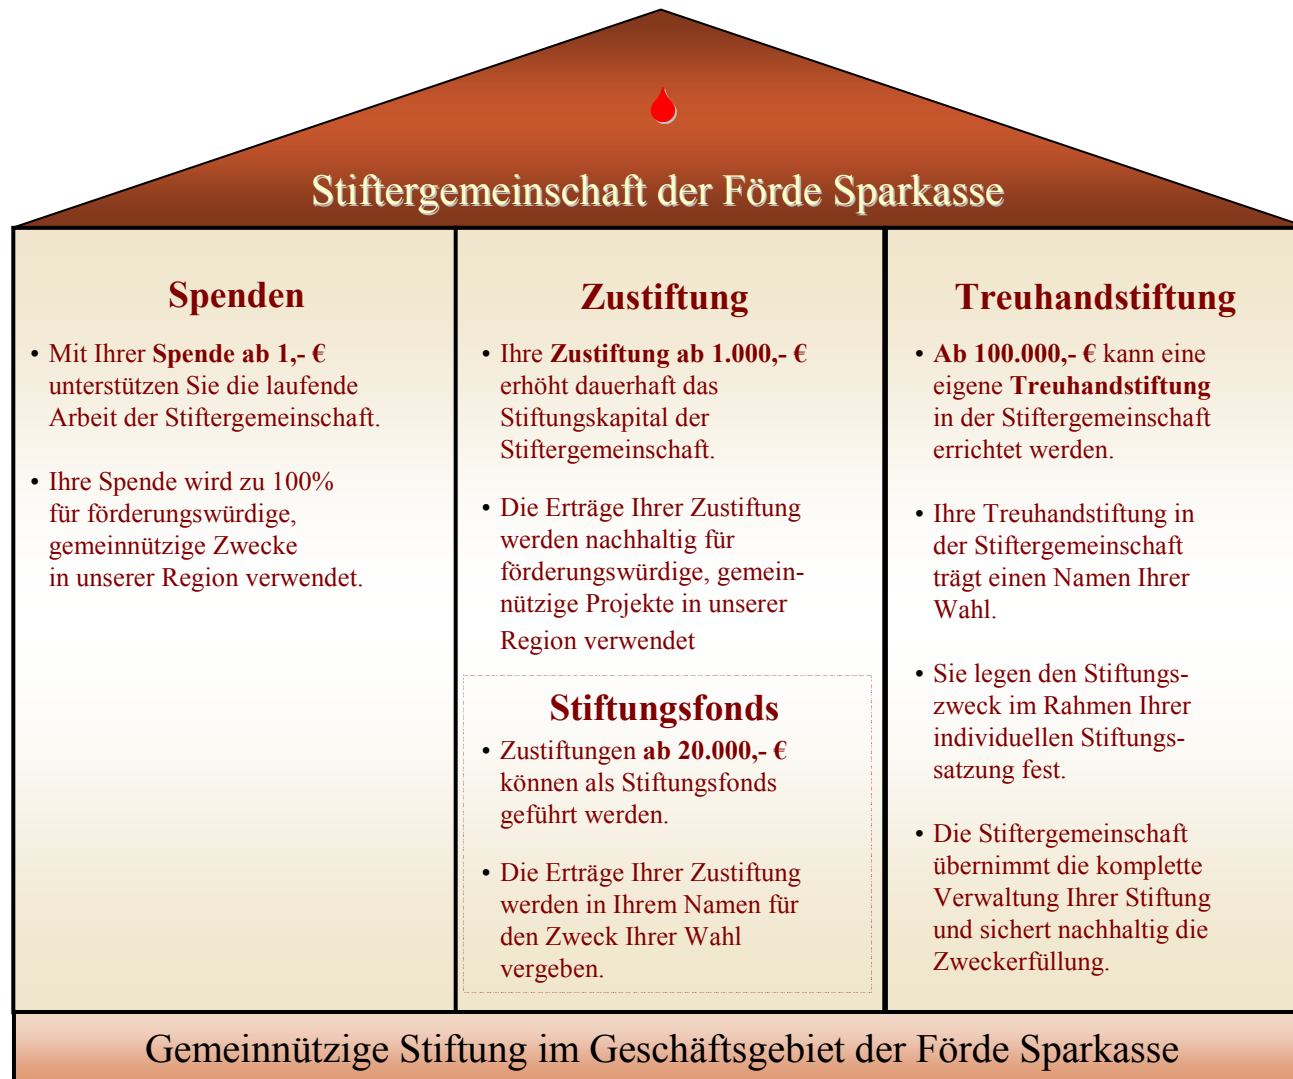 Stiftergemeinschaft der Förde Sparkasse
Spenden
• Mit Ihrer Spende ab 1,- €
unterstützen Sie die laufende
Arbeit der Stiftergemeinschaft.
• Ihre Spende wird zu 100%
für förderungswürdige,
gemeinnützige Zwecke
in unserer Region verwendet.
Zustiftung
• Ihre Zustiftung ab 1.000,- €
erhöht dauerhaft das
Stiftungskapital der
Stiftergemeinschaft.
• Die Erträge Ihrer Zustiftung
werden nachhaltig für
förderungswürdige, gemein-
nützige Projekte in unserer
Region verwendet
Stiftungsfonds
• Zustiftungen ab 20.000,- €
können als Stiftungsfonds
geführt werden.
• Die Erträge Ihrer Zustiftung
werden in Ihrem Namen für
den Zweck Ihrer Wahl
vergeben.
Treuhandstiftung
• Ab 100.000,- € kann eine
eigene Treuhandstiftung
in der Stiftergemeinschaft
errichtet werden.
• Ihre Treuhandstiftung in
der Stiftergemeinschaft
trägt einen Namen Ihrer
Wahl.
• Sie legen den Stiftungs-
zweck im Rahmen Ihrer
individuellen Stiftungs-
satzung fest.
• Die Stiftergemeinschaft
übernimmt die komplette
Verwaltung Ihrer Stiftung
und sichert nachhaltig die
Zweckerfüllung.
Gemeinnützige Stiftung im Geschäftsgebiet der Förde Sparkasse